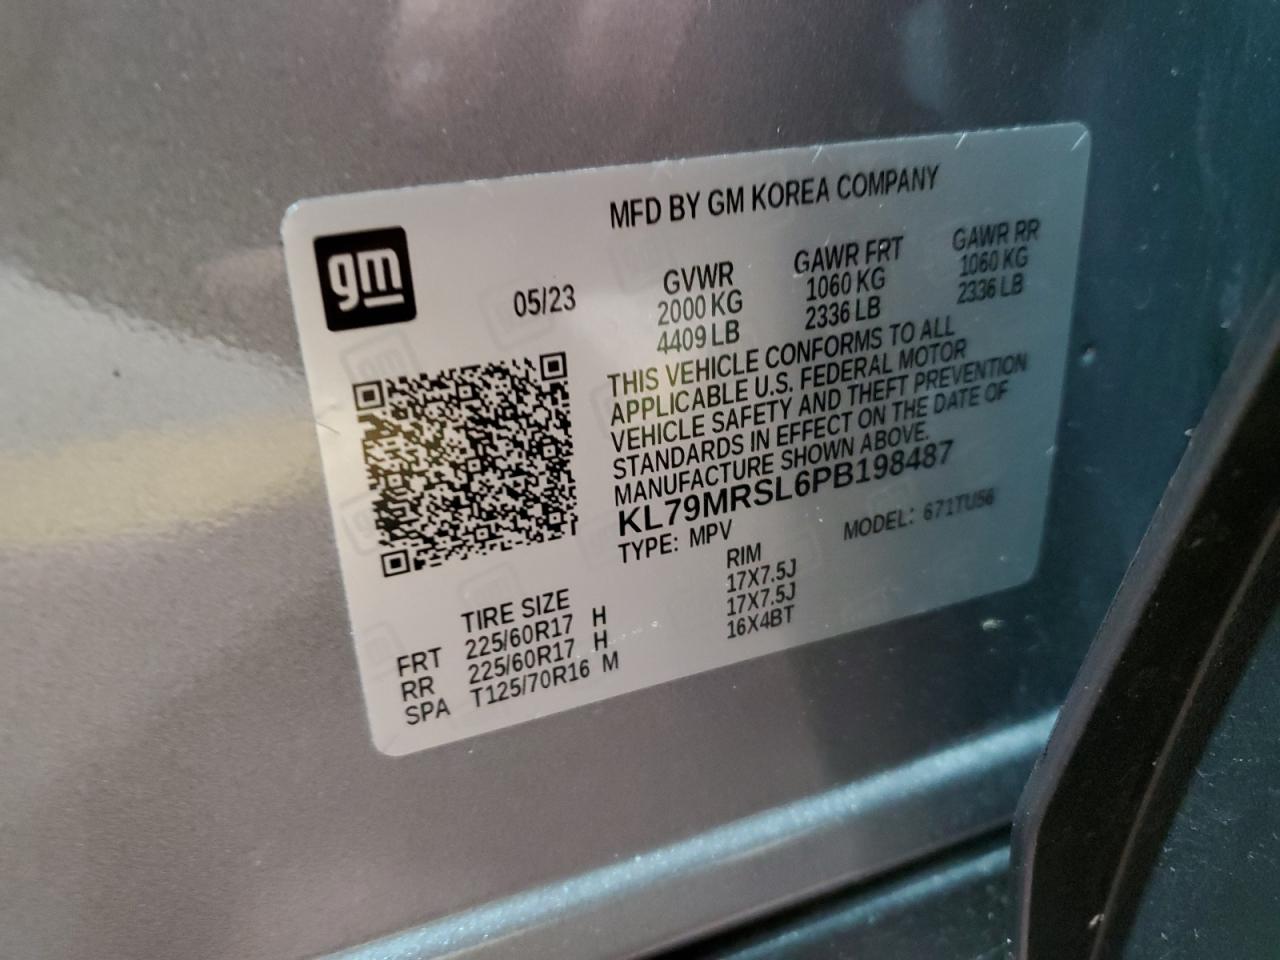 MFD BY GM KOREA COMPANY
gm
05/23
GVWR GAWR FRT GAWR RR
2000 KG 1060 KG 1060 KG
4409 LB 2336 LB 2336 LB
THIS VEHICLE CONFORMS TO ALL
APPLICABLE U.S. FEDERAL MOTOR
VEHICLE SAFETY AND THEFT PREVENTION
STANDARDS IN EFFECT ON THE DATE OF
MANUFACTURE SHOWN ABOVE.
KL79MRSL6PB198487
TYPE: MPV MODEL: 671TU56
TIRE SIZE RIM
FRT 225/60R17 H 17X7.5J
RR 225/60R17 H 17X7.5J
SPA T125/70R16 M 16X4BT